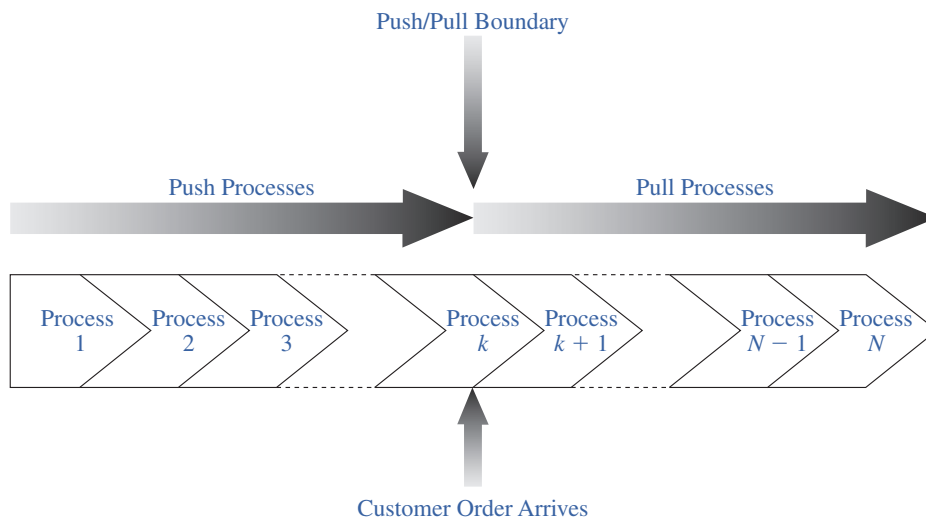 Push/Pull Boundary
Push Processes
Pull Processes
Process
1
Process
2
Process
3
Process
k
Process
k + 1
Process
N − 1
Process
N
Customer Order Arrives